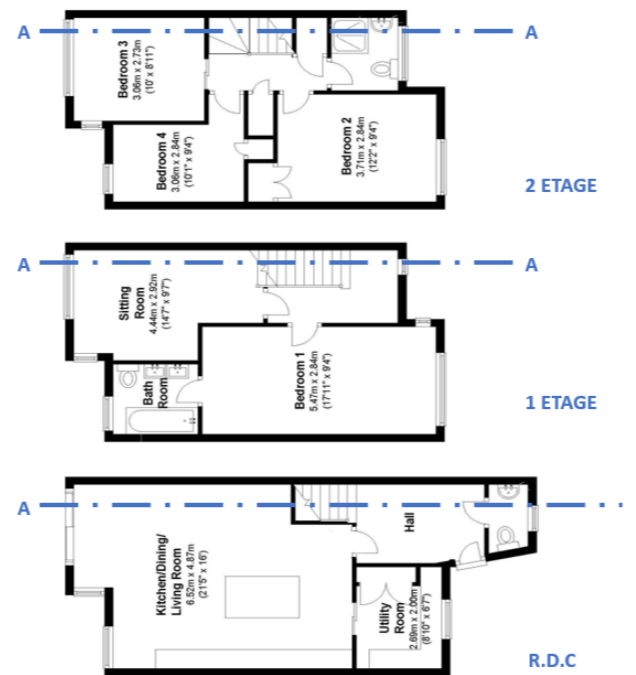 A
A
Bedroom 3
3.06m x 2.73m
(10' x 8'11")
Bedroom 4
3.06m x 2.84m
(10'1" x 9'4")
Bedroom 2
3.71m x 2.84m
(12'2" x 9'4")
2 ETAGE
A
A
Sitting
Room
4.44m x 2.92m
(14'7" x 9'7")
Bath
Room
Bedroom 1
5.47m x 2.84m
(17'11" x 9'4")
1 ETAGE
A
Kitchen/Dining/
Living Room
6.52m x 4.87m
(21'5" x 16')
Hall
Utility
Room
2.69m x 2.00m
(8'10" x 6'7")
R.D.C